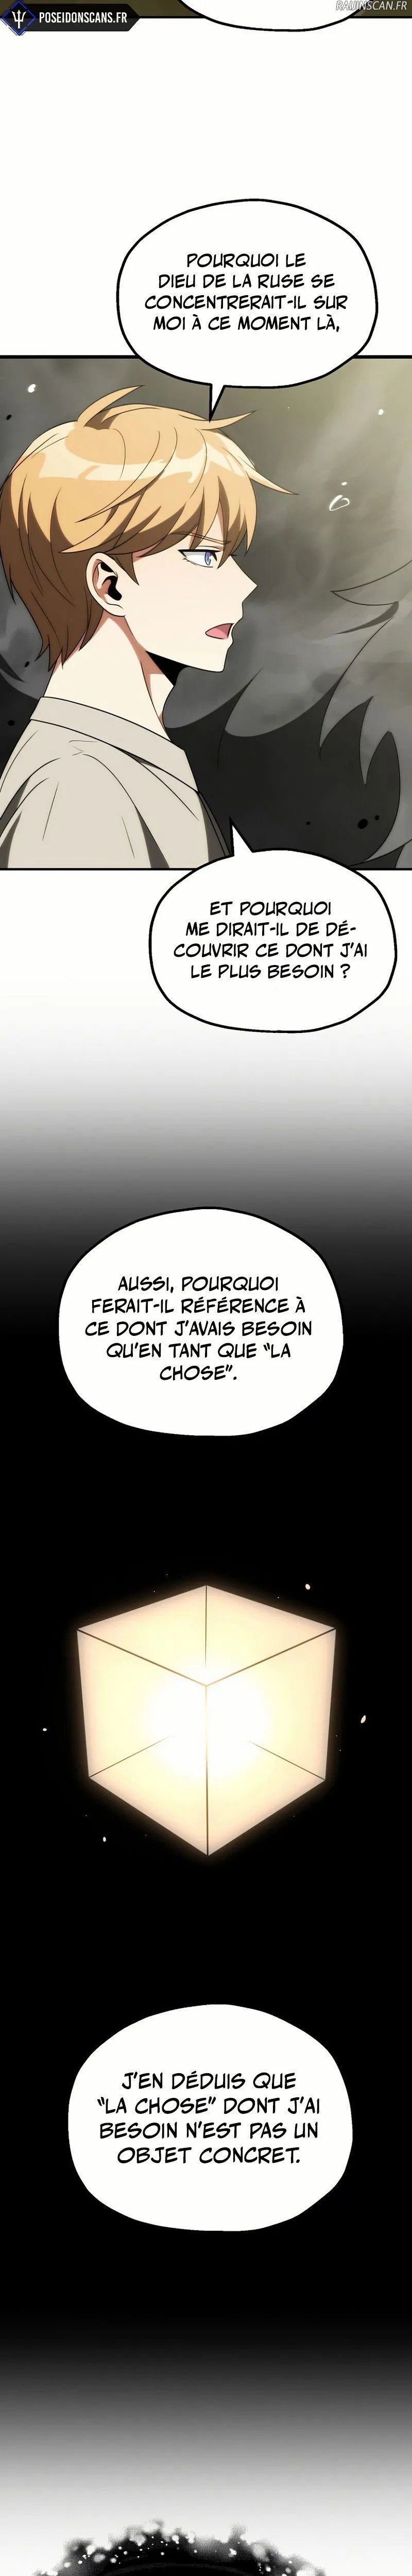 RAIJINSCAN.FR
POSEIDONSCANS.FR
POURQUOI LE
DIEU DE LA RUSE SE
CONCENTRERAIT-IL SUR
MOI À CE MOMENT LÀ,
ET POURQUOI
ME DIRAIT-IL DE DÉ-
COUVRIR CE DONT J'AI
LE PLUS BESOIN ?
AUSSI, POURQUOI
FERAIT-IL RÉFÉRENCE À
CE DONT J'AVAIS BESOIN
QU'EN TANT QUE "LA
CHOSE".
J'EN DÉDUIS QUE
"LA CHOSE" DONT J'AI
BESOIN N'EST PAS UN
OBJET CONCRET.